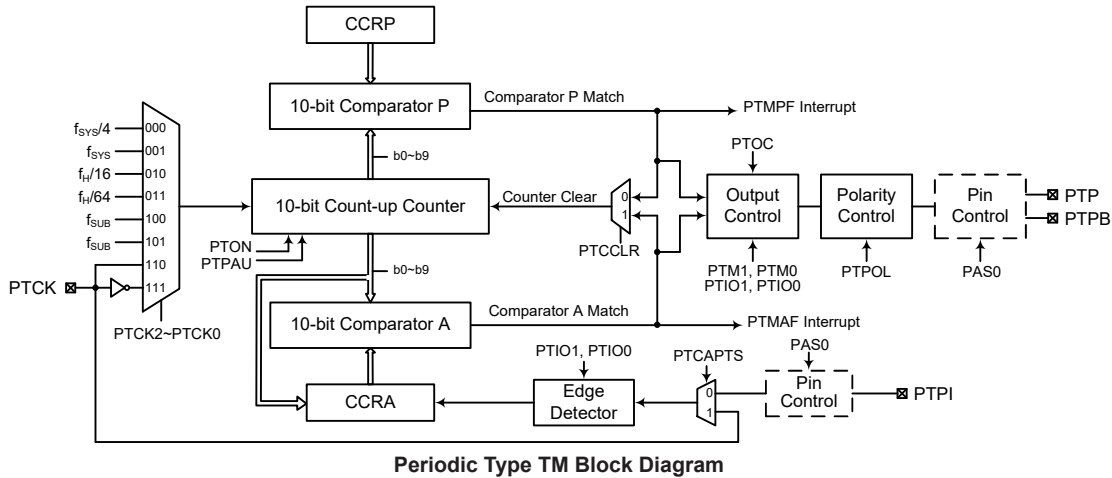 CCRP
10-bit Comparator P
Comparator P Match
PTMPF Interrupt
b0~b9
fSYS/4
000
fSYS
001
fH/16
010
fH/64
011
fSUB
100
fSUB
101
110
111
PTCK
PTCK2~PTCK0
10-bit Count-up Counter
PTON
PTPAU
Counter Clear
0
1
PTCCLR
PTOC
Output
Control
PTM1, PTM0
PTIO1, PTIO0
Polarity
Control
PTPOL
Pin
Control
PAS0
PTP
PTPB
b0~b9
10-bit Comparator A
Comparator A Match
PTMAF Interrupt
CCRA
PTIO1, PTIO0
Edge
Detector
PTCAPTS
0
1
PAS0
Pin
Control
PTPI
Periodic Type TM Block Diagram